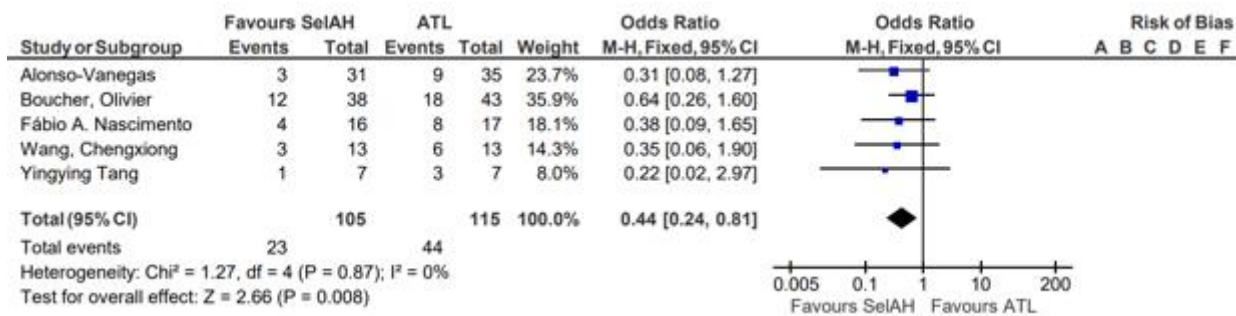 Favours SelAH ATL Odds Ratio Odds Ratio Risk of Bias
Study or Subgroup Events Total Events Total Weight M-H, Fixed, 95% CI M-H, Fixed, 95% CI A B C D E F
Alonso-Vanegas 3 31 9 35 23.7% 0.31 [0.08, 1.27]
Boucher, Olivier 12 38 18 43 35.9% 0.64 [0.26, 1.60]
Fábio A. Nascimento 4 16 8 17 18.1% 0.38 [0.09, 1.65]
Wang, Chengxiong 3 13 6 13 14.3% 0.35 [0.06, 1.90]
Yingying Tang 1 7 3 7 8.0% 0.22 [0.02, 2.97]
Total (95% CI) 105 115 100.0% 0.44 [0.24, 0.81]
Total events 23 44
Heterogeneity: Chi² = 1.27, df = 4 (P = 0.87); I² = 0%
Test for overall effect: Z = 2.66 (P = 0.008)
0.005 0.1 1 10 200
Favours SelAH Favours ATL